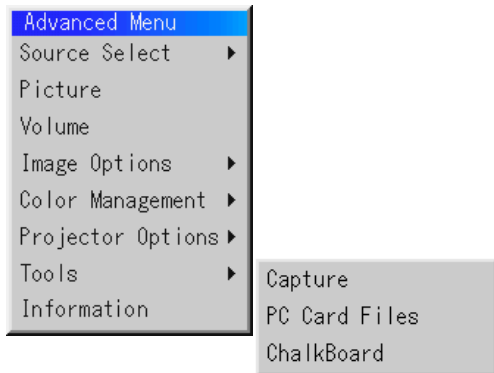 Advanced Menu
Source Select
Picture
Volume
Image Options
Color Management
Projector Options
Tools
Information
Capture
PC Card Files
ChalkBoard